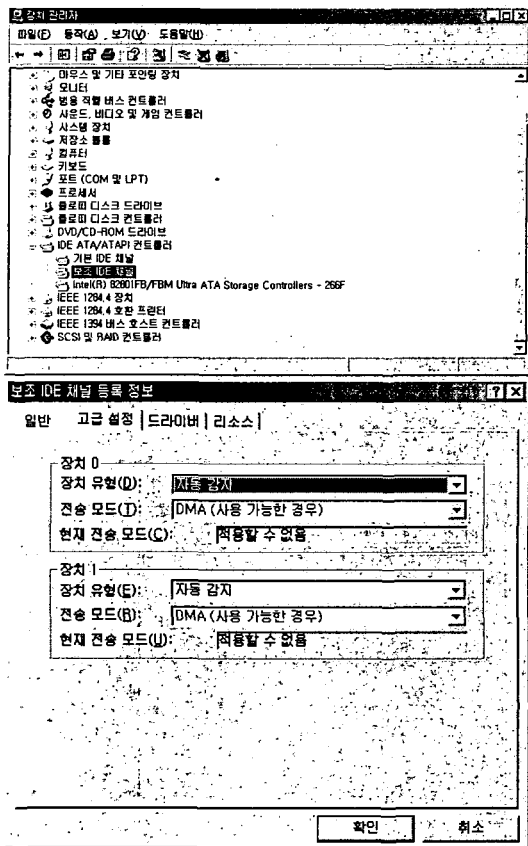 장치 관리자
파일(F) 동작(A) 보기(V) 도움말(H)
마우스 및 기타 포인팅 장치
모니터
범용 직렬 버스 컨트롤러
사운드, 비디오 및 게임 컨트롤러
시스템 장치
저장소 볼륨
컴퓨터
키보드
포트 (COM 및 LPT)
프로세서
플로피 디스크 드라이브
플로피 디스크 컨트롤러
DVD/CD-ROM 드라이브
IDE ATA/ATAPI 컨트롤러
기본 IDE 채널
보조 IDE 채널
Intel(R) 82801FB/FBM Ultra ATA Storage Controllers - 266F
IEEE 1284.4 장치
IEEE 1284.4 호환 프린터
IEEE 1394 버스 호스트 컨트롤러
SCSI 및 RAID 컨트롤러
보조 IDE 채널 등록 정보
일반 고급 설정 드라이버 리소스
장치 0
장치 유형(D): 자동 감지
전송 모드(T): DMA (사용 가능한 경우)
현재 전송 모드(C): 적용할 수 없음
장치 1
장치 유형(E): 자동 감지
전송 모드(R): DMA (사용 가능한 경우)
현재 전송 모드(U): 적용할 수 없음
확인 취소